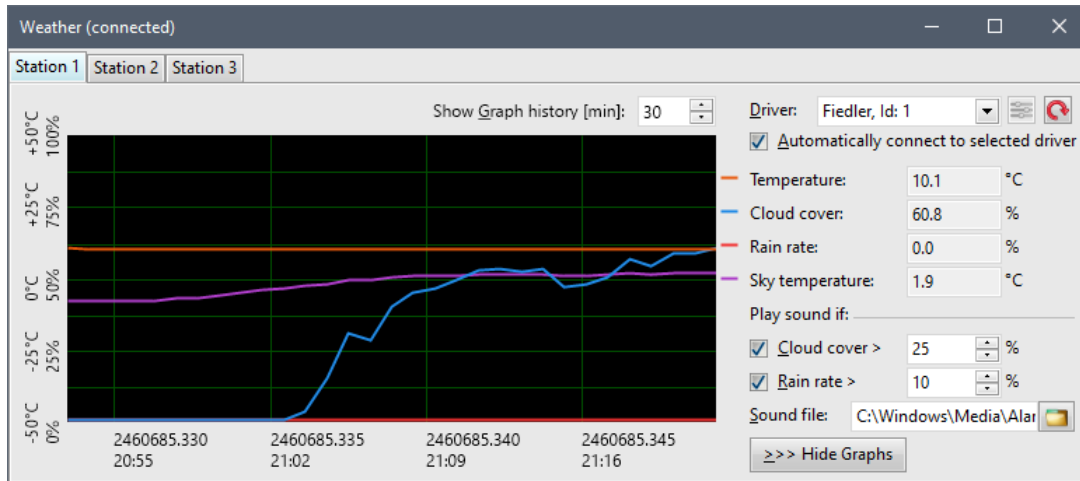 Weather (connected)
Station 1 Station 2 Station 3
Show Graph history [min]: 30
Driver: Fiedler, Id: 1
Automatically connect to selected driver
+50°C
100%
+25°C
75%
0°C
50%
-25°C
25%
-50°C
0%
2460685.330 2460685.335 2460685.340 2460685.345
20:55 21:02 21:09 21:16
Temperature: 10.1 °C
Cloud cover: 60.8 %
Rain rate: 0.0 %
Sky temperature: 1.9 °C
Play sound if:
Cloud cover > 25 %
Rain rate > 10 %
Sound file: C:\Windows\Media\Alar
>>> Hide Graphs